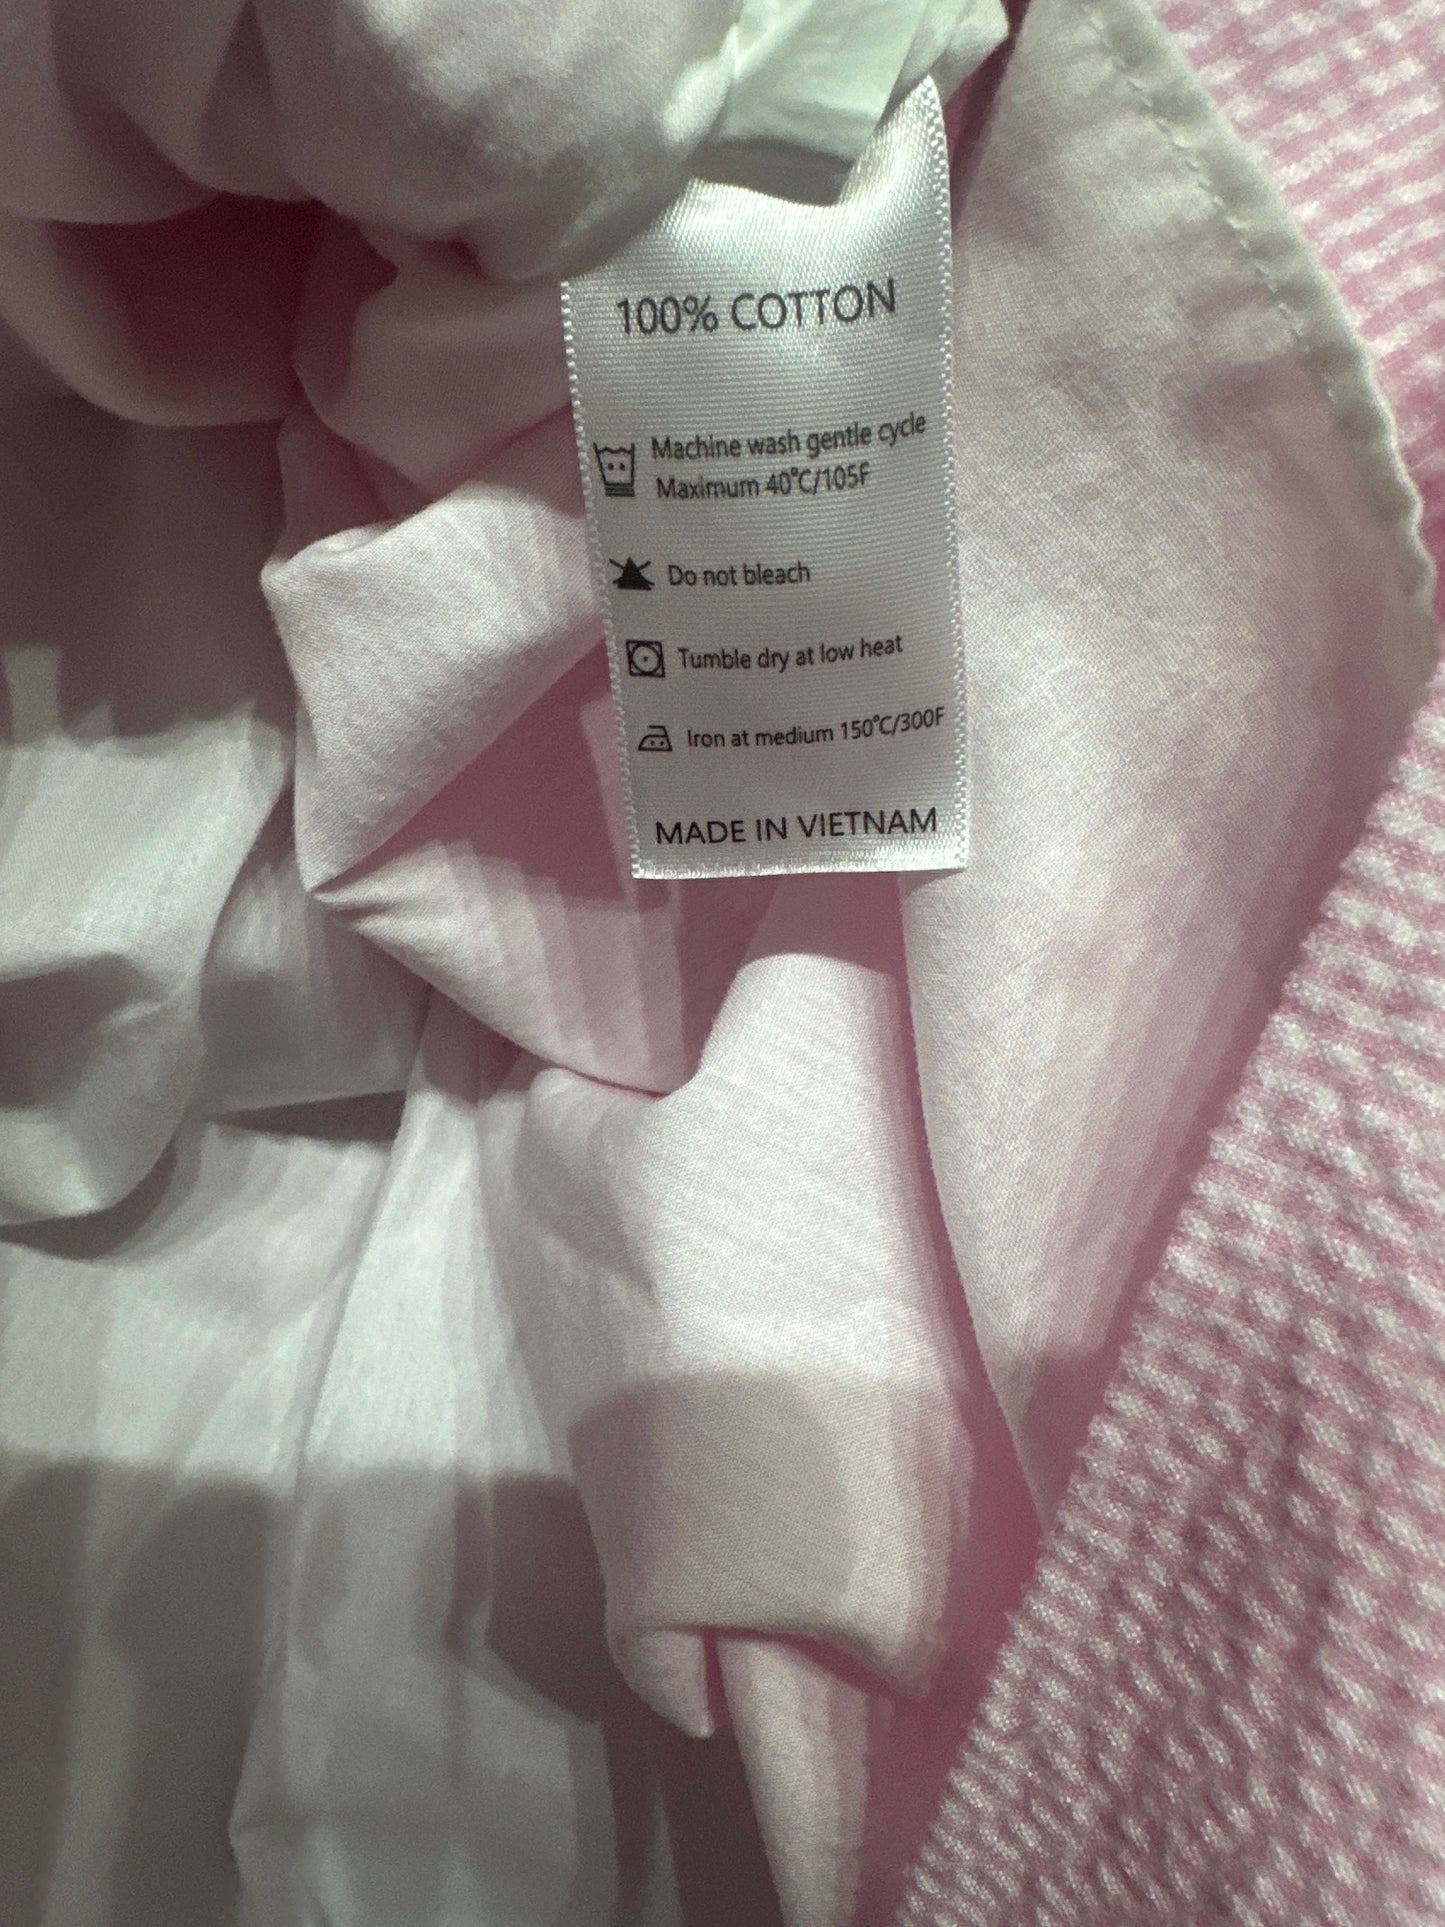 100% COTTON
Machine wash gentle cycle
Maximum 40°C/105F
Do not bleach
Tumble dry at low heat
Iron at medium 150°C/300F
MADE IN VIETNAM